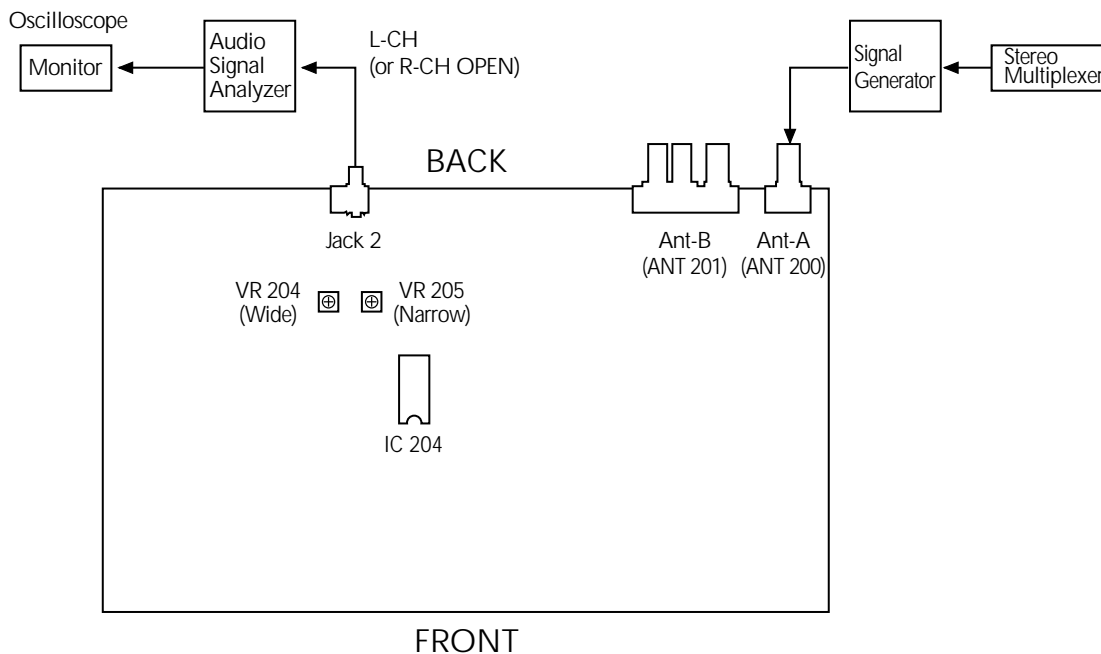 Oscilloscope
Monitor
Audio
Signal
Analyzer
L-CH
(or R-CH OPEN)
Signal
Generator
Stereo
Multiplexer
BACK
Jack 2
Ant-B
(ANT 201)
Ant-A
(ANT 200)
VR 204
(Wide)
VR 205
(Narrow)
IC 204
FRONT